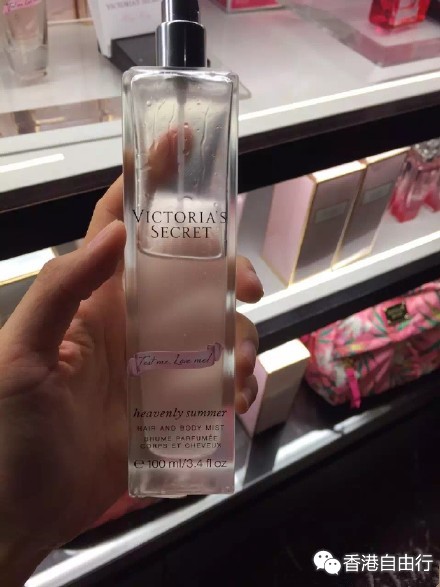 VICTORIA'S
SECRET
Test me, Love me!
heavenly summer
HAIR AND BODY MIST
BRUME PARFUMÉE
CORPS ET CHEVEUX
e 100 ml/3.4 fl oz
香港自由行